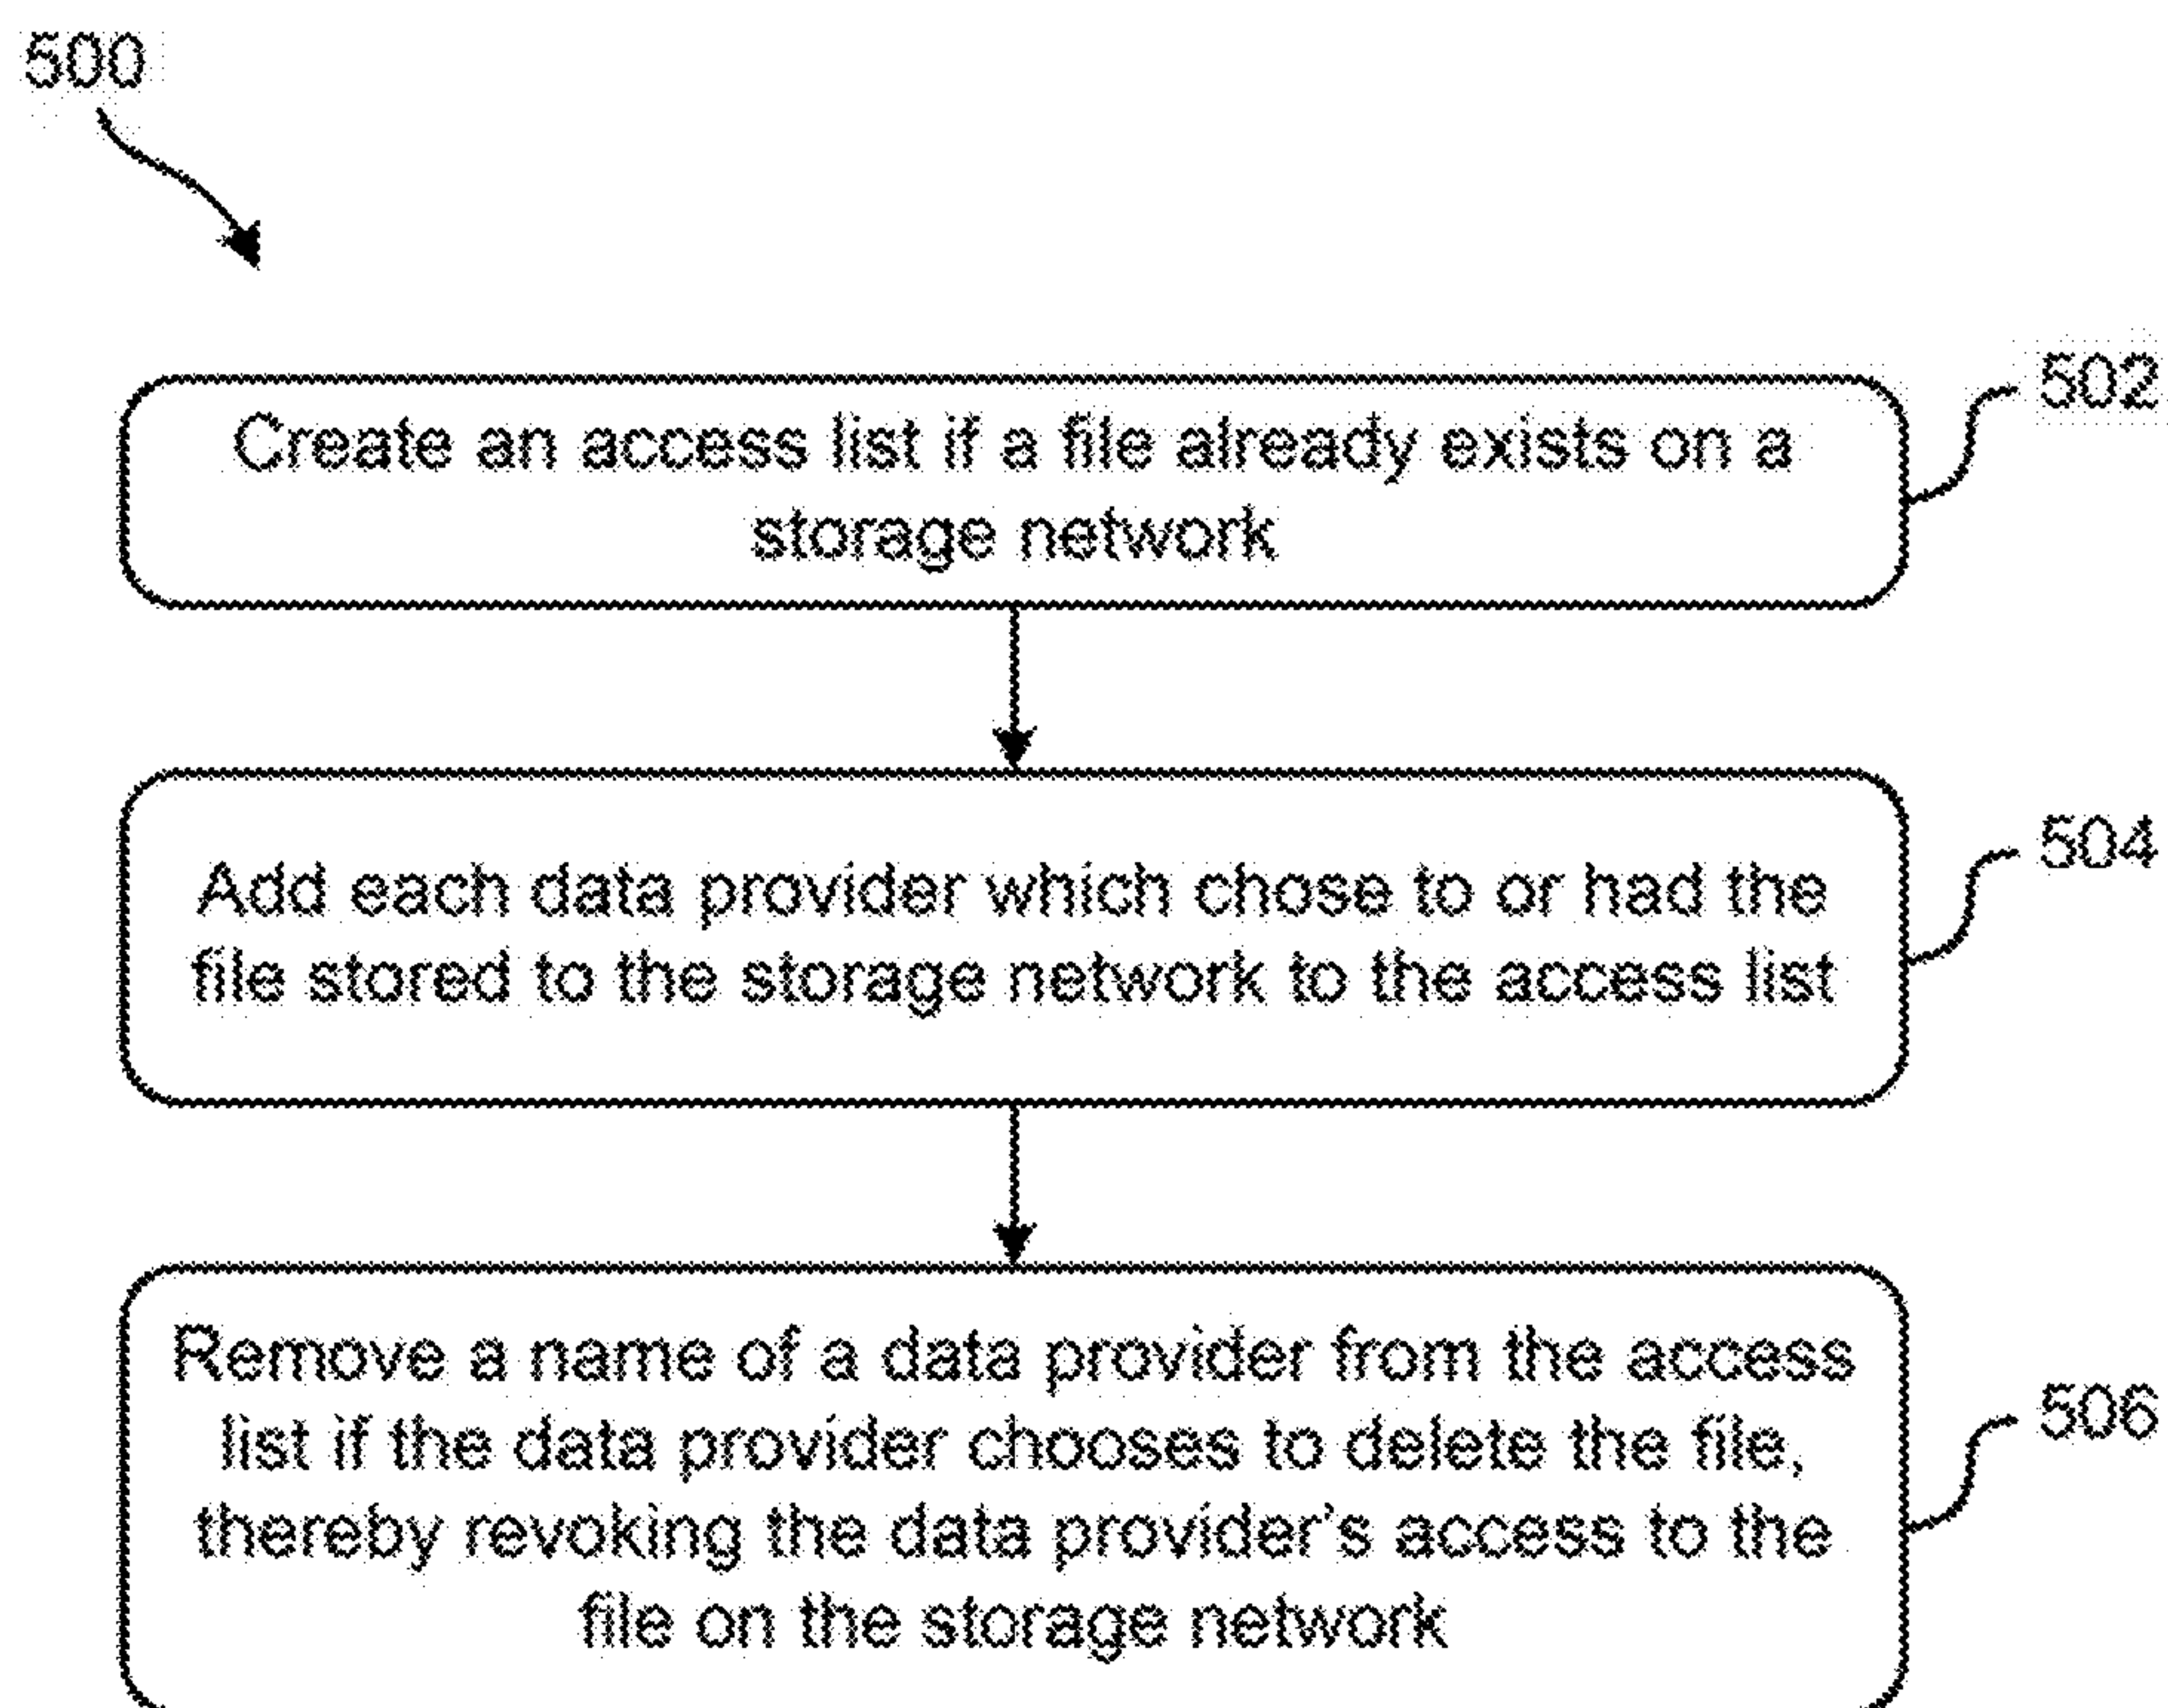 500
502
Create an access list if a file already exists on a
storage network
504
Add each data provider which chose to or had the
file stored to the storage network to the access list
506
Remove a name of a data provider from the access
list if the data provider chooses to delete the file,
thereby revoking the data provider's access to the
file on the storage network